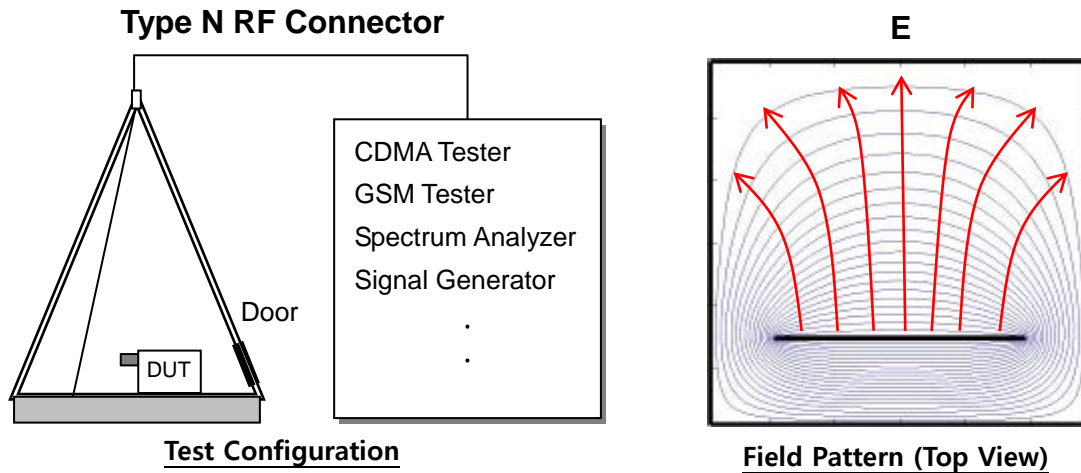 Type N RF Connector
CDMA Tester
GSM Tester
Spectrum Analyzer
Signal Generator
.
.
Door
DUT
Test Configuration
E
Field Pattern (Top View)